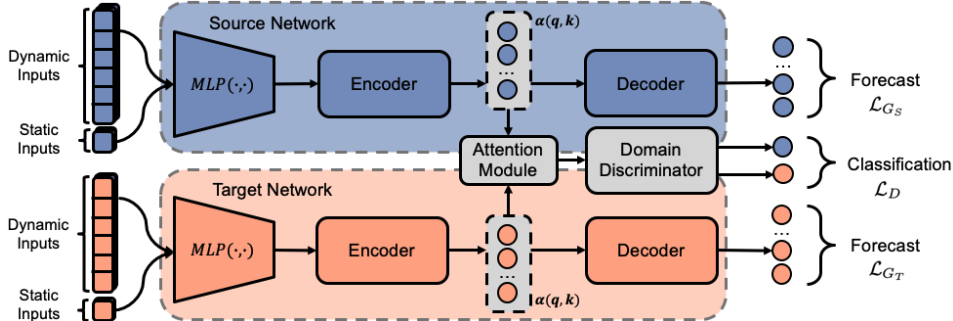 Source Network
α(q, k)
Dynamic
Inputs
MLP(·,·)
Encoder
...
Decoder
...
Forecast
ℒ_{G_S}
Static
Inputs
Attention
Module
Domain
Discriminator
Classification
ℒ_D
Target Network
Dynamic
Inputs
MLP(·,·)
Encoder
...
Decoder
...
Forecast
ℒ_{G_T}
Static
Inputs
α(q, k)